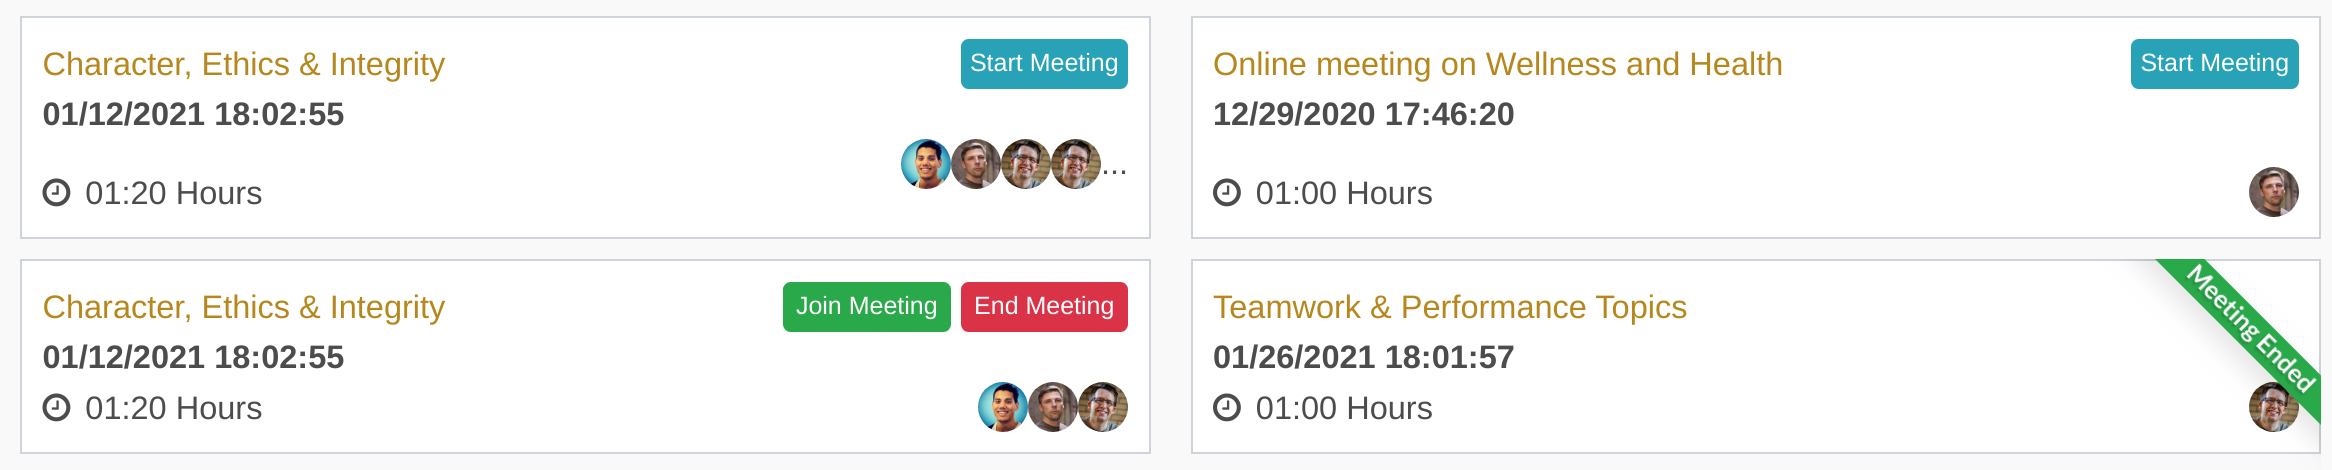 Character, Ethics & Integrity
Start Meeting
01/12/2021 18:02:55
...
01:20 Hours
Online meeting on Wellness and Health
Start Meeting
12/29/2020 17:46:20
01:00 Hours
Character, Ethics & Integrity
Join Meeting
End Meeting
01/12/2021 18:02:55
01:20 Hours
Teamwork & Performance Topics
Meeting Ended
01/26/2021 18:01:57
01:00 Hours